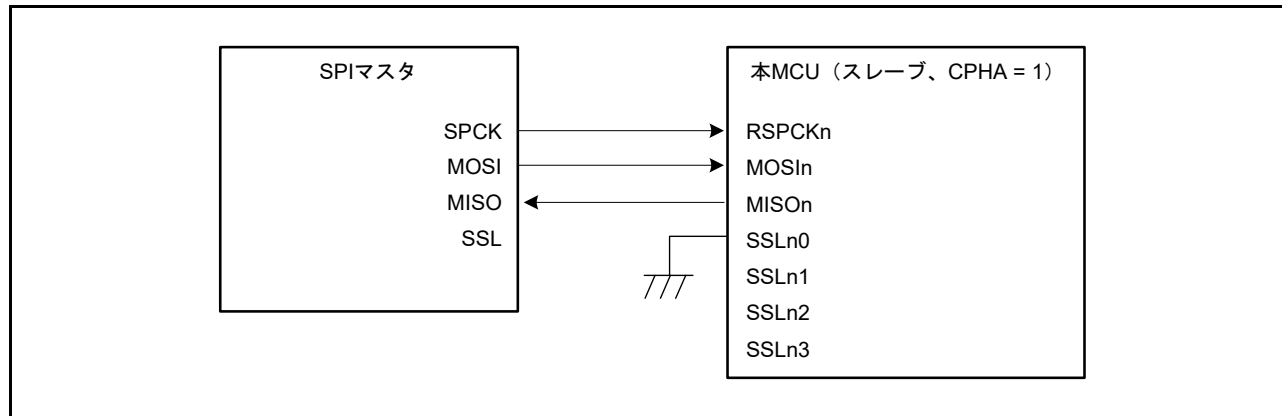 SPIマスタ
SPCK
MOSI
MISO
SSL
本MCU（スレーブ、CPHA = 1）
RSPCKn
MOSIn
MISOn
SSLn0
SSLn1
SSLn2
SSLn3